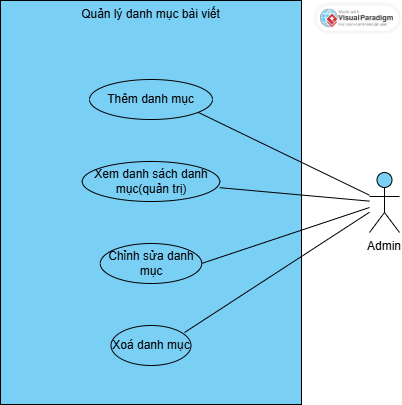 Quản lý danh mục bài viết
Visual Paradigm
Thêm danh mục
Xem danh sách danh
mục(quản trị)
Chỉnh sửa danh
mục
Xoá danh mục
Admin